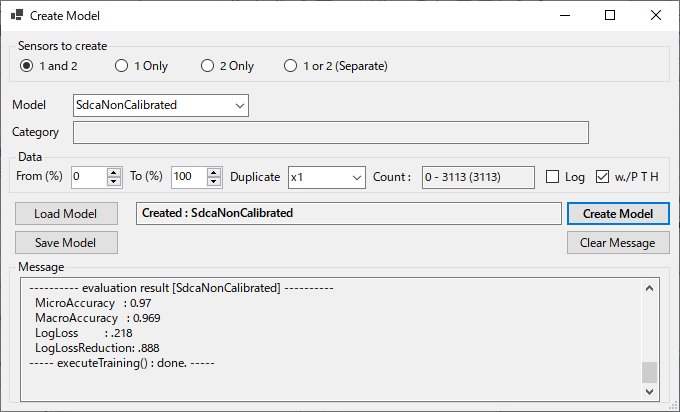 Create Model
Sensors to create
1 and 2 1 Only 2 Only 1 or 2 (Separate)
Model SdcaNonCalibrated
Category
Data
From (%) 0 To (%) 100 Duplicate x1 Count : 0 - 3113 (3113) Log w./P T H
Load Model Created : SdcaNonCalibrated Create Model
Save Model Clear Message
Message
---------- evaluation result [SdcaNonCalibrated] ----------
MicroAccuracy : 0.97
MacroAccuracy : 0.969
LogLoss : .218
LogLossReduction: .888
----- executeTraining() : done. -----